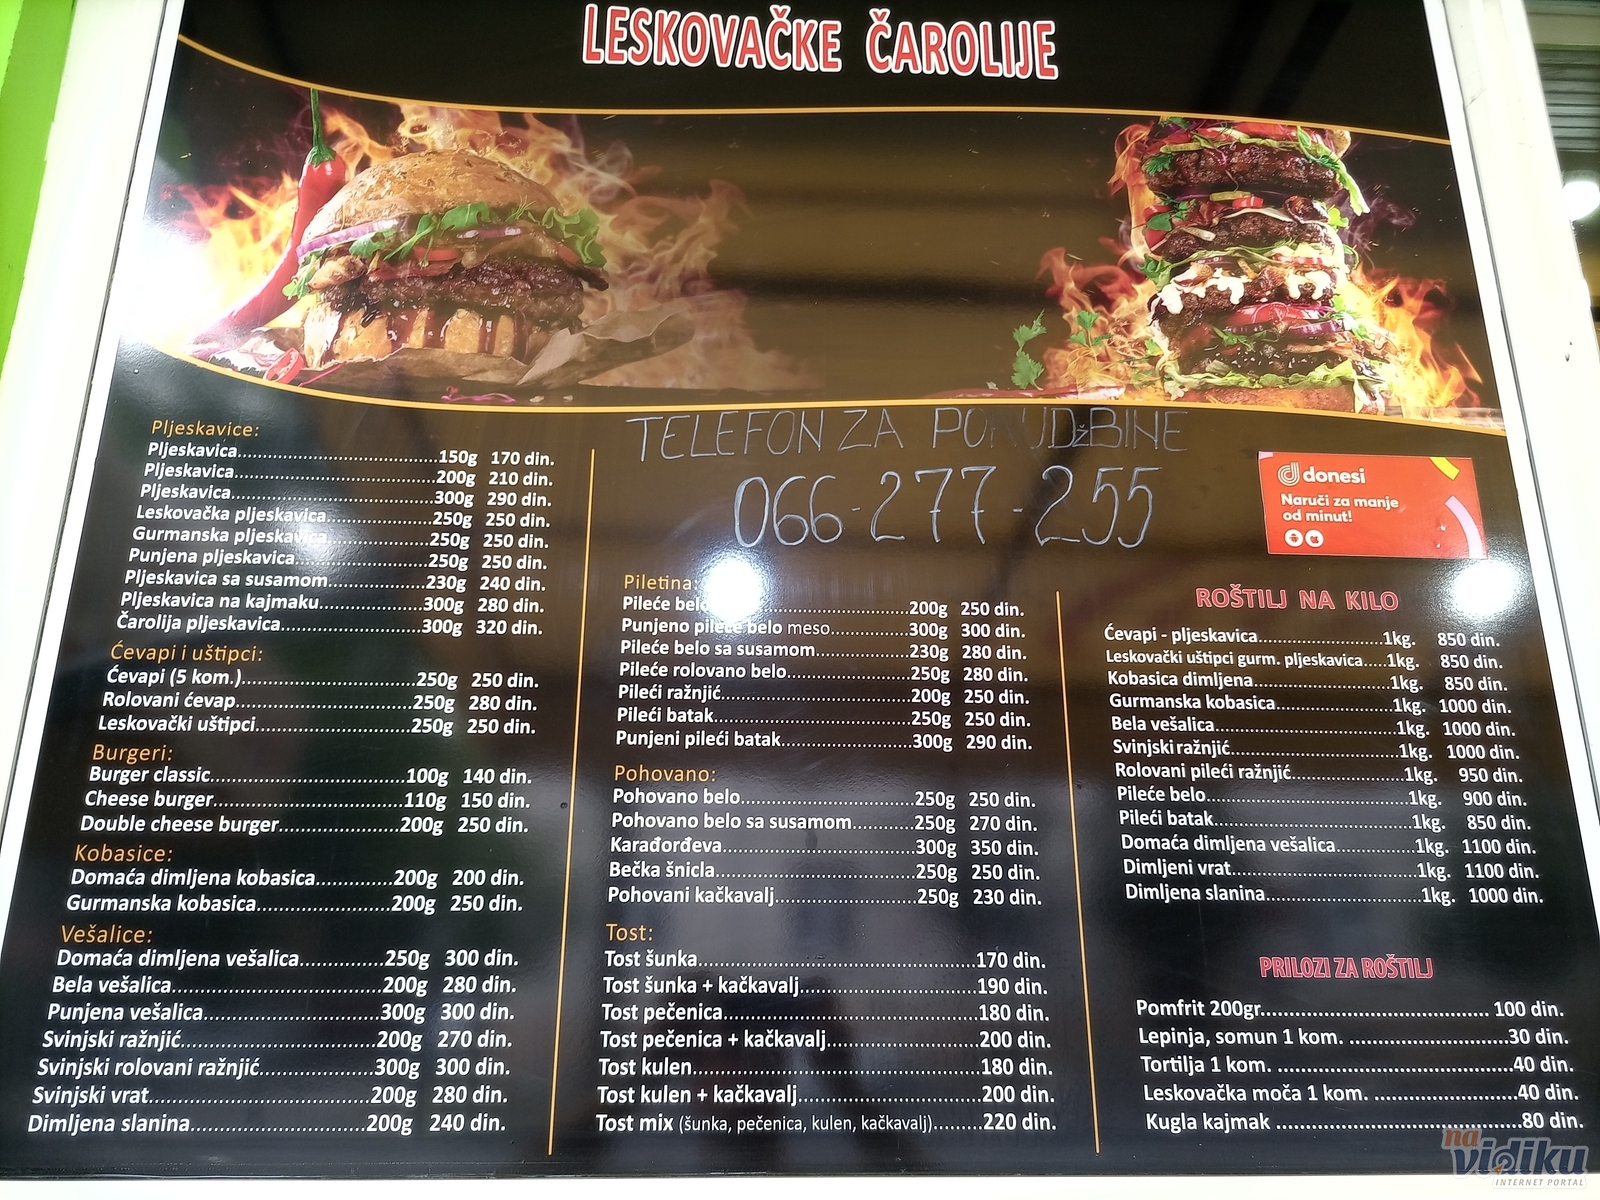 LESKOVAČKE ČAROLIJE
TELEFON ZA PORUDžBINE
066-277-255
donesi
Naruči za manje
od minut!
Pljeskavice:
Pljeskavica 150g 170 din.
Pljeskavica 200g 210 din.
Pljeskavica 300g 290 din.
Leskovačka pljeskavica 250g 250 din.
Gurmanska pljeskavica 250g 250 din.
Punjena pljeskavica 250g 250 din.
Pljeskavica sa susamom 230g 240 din.
Pljeskavica na kajmaku 300g 280 din.
Čarolija pljeskavica 300g 320 din.
Ćevapi i uštipci:
Ćevapi (5 kom.) 250g 250 din.
Rolovani ćevap 250g 280 din.
Leskovački uštipci 250g 250 din.
Burgeri:
Burger classic 100g 140 din.
Cheese burger 110g 150 din.
Double cheese burger 200g 250 din.
Kobasice:
Domaća dimljena kobasica 200g 200 din.
Gurmanska kobasica 200g 250 din.
Vešalice:
Domaća dimljena vešalica 250g 300 din.
Bela vešalica 200g 280 din.
Punjena vešalica 300g 300 din.
Svinjski ražnjić 200g 270 din.
Svinjski rolovani ražnjić 300g 300 din.
Svinjski vrat 200g 280 din.
Dimljena slanina 200g 240 din.
Piletina:
Pileće belo 200g 250 din.
Punjeno pileće belo meso 300g 300 din.
Pileće belo sa susamom 230g 280 din.
Pileće rolovano belo 250g 280 din.
Pileći ražnjić 200g 250 din.
Pileći batak 250g 250 din.
Punjeni pileći batak 300g 290 din.
Pohovano:
Pohovano belo 250g 250 din.
Pohovano belo sa susamom 250g 270 din.
Karađorđeva 300g 350 din.
Bečka šnicla 250g 250 din.
Pohovani kačkavalj 250g 230 din.
Tost:
Tost šunka 170 din.
Tost šunka + kačkavalj 190 din.
Tost pečenica 180 din.
Tost pečenica + kačkavalj 200 din.
Tost kulen 180 din.
Tost kulen + kačkavalj 200 din.
Tost mix (šunka, pečenica, kulen, kačkavalj) 220 din.
ROŠTILJ NA KILO
Ćevapi - pljeskavica 1kg. 850 din.
Leskovački uštipci gurm. pljeskavica 1kg. 850 din.
Kobasica dimljena 1kg. 850 din.
Gurmanska kobasica 1kg. 1000 din.
Bela vešalica 1kg. 1000 din.
Svinjski ražnjić 1kg. 1000 din.
Rolovani pileći ražnjić 1kg. 950 din.
Pileće belo 1kg. 900 din.
Pileći batak 1kg. 850 din.
Domaća dimljena vešalica 1kg. 1100 din.
Dimljeni vrat 1kg. 1100 din.
Dimljena slanina 1kg. 1000 din.
PRILOZI ZA ROŠTILJ
Pomfrit 200gr. 100 din.
Lepinja, somun 1 kom. 30 din.
Tortilja 1 kom. 40 din.
Leskovačka moča 1 kom. 40 din.
Kugla kajmak 80 din.
na
vidiku
INTERNET PORTAL